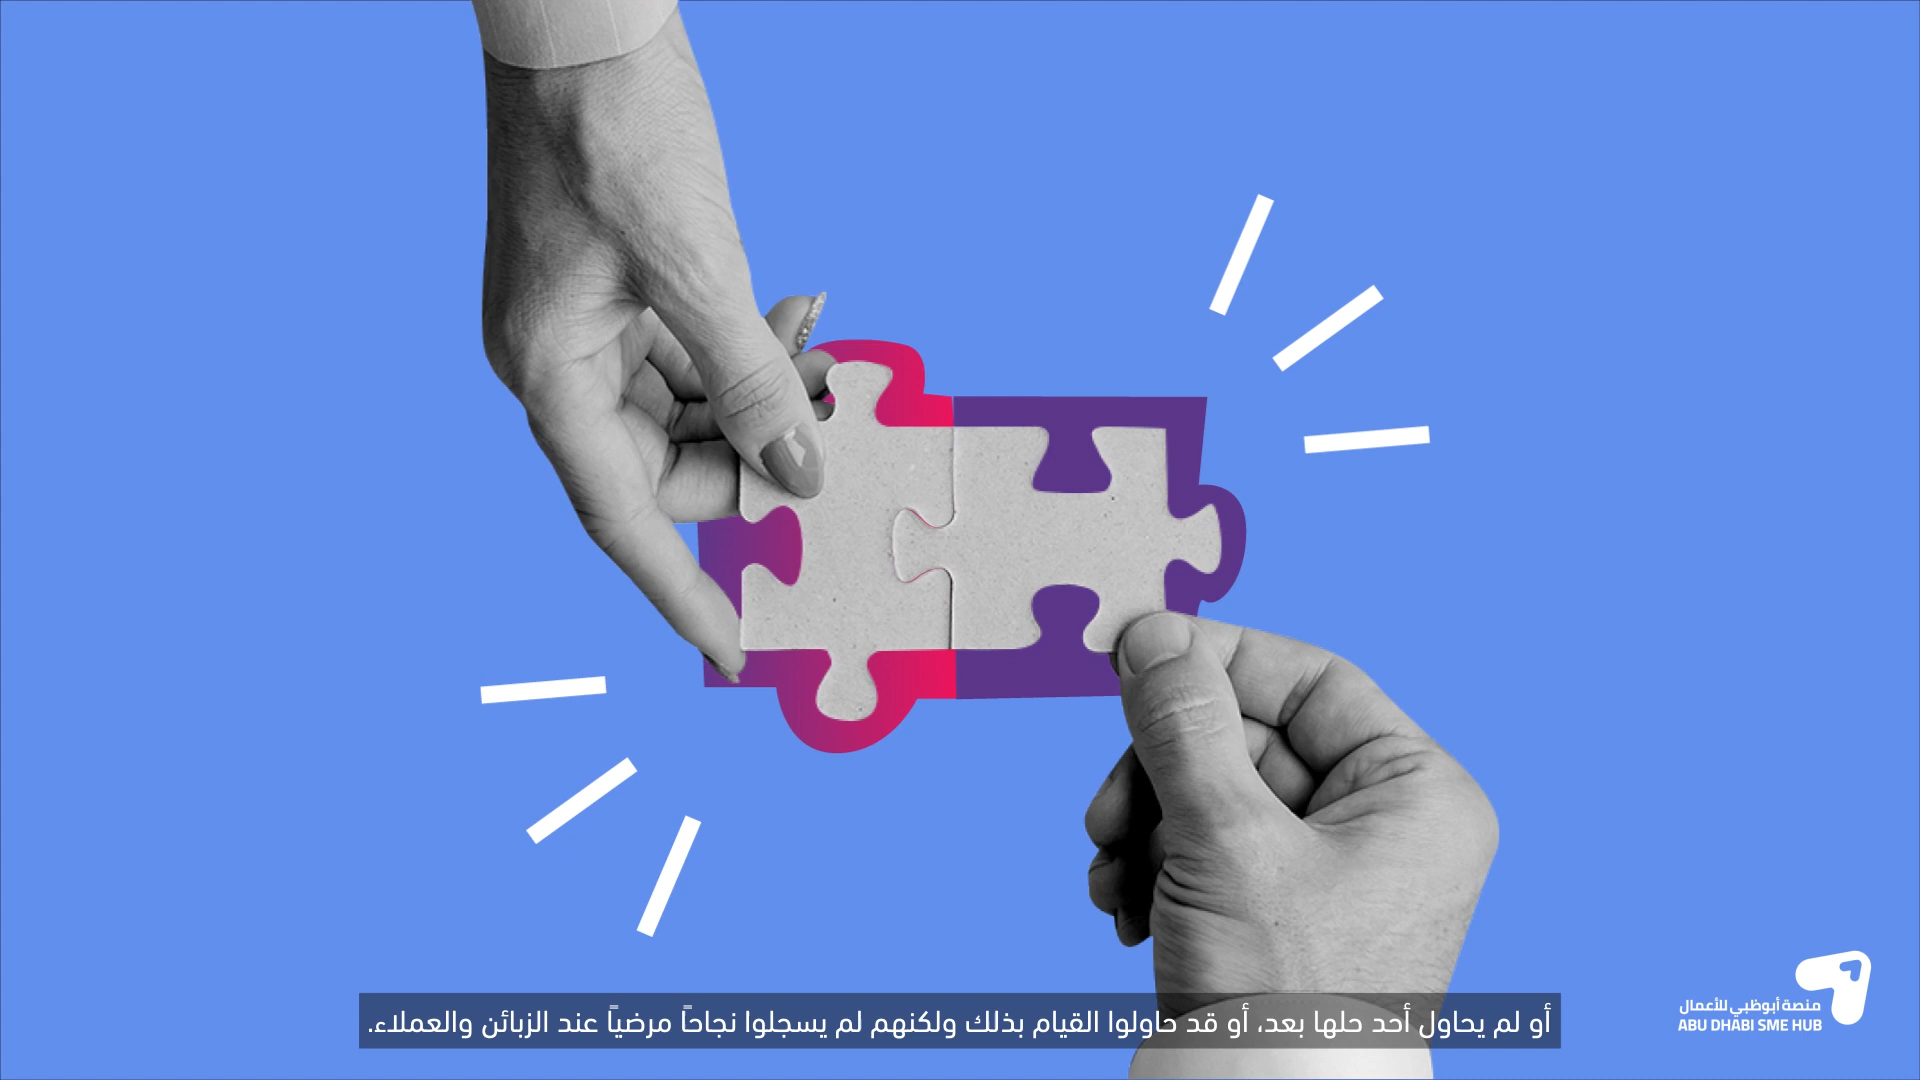 أو لم يحاول أحد حلها بعد، أو قد حاولوا القيام بذلك ولكنهم لم يسجلوا نجاحاً مرضياً عند الزبائن والعملاء.
منصة أبوظبي للأعمال
ABU DHABI SME HUB